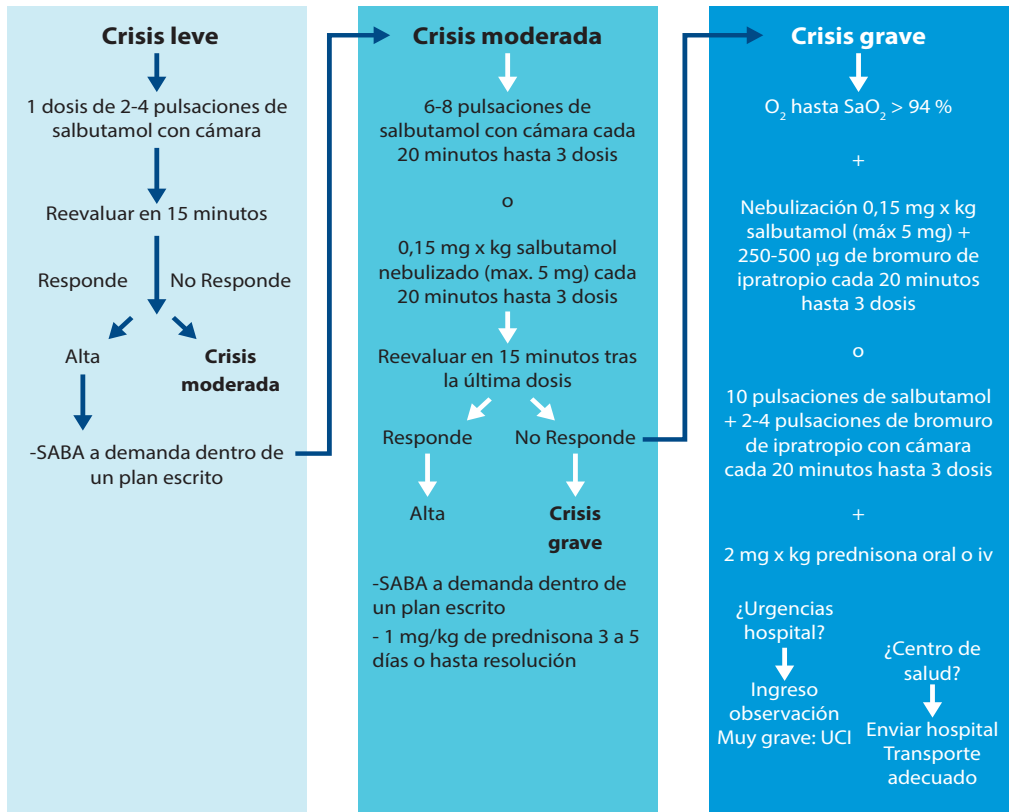 Crisis leve
1 dosis de 2-4 pulsaciones de
salbutamol con cámara
Reevaluar en 15 minutos
Responde
No Responde
Alta
Crisis
moderada
-SABA a demanda dentro de
un plan escrito
Crisis moderada
6-8 pulsaciones de
salbutamol con cámara cada
20 minutos hasta 3 dosis
o
0,15 mg x kg salbutamol
nebulizado (max. 5 mg) cada
20 minutos hasta 3 dosis
Reevaluar en 15 minutos tras
la última dosis
Responde
No Responde
Alta
Crisis
grave
-SABA a demanda dentro de
un plan escrito
- 1 mg/kg de prednisona 3 a 5
días o hasta resolución
Crisis grave
O₂ hasta SaO₂ > 94 %
+
Nebulización 0,15 mg x kg
salbutamol (máx 5 mg) +
250-500 µg de bromuro de
ipratropio cada 20 minutos
hasta 3 dosis
o
10 pulsaciones de salbutamol
+ 2-4 pulsaciones de bromuro
de ipratropio con cámara
cada 20 minutos hasta 3 dosis
+
2 mg x kg prednisona oral o iv
¿Urgencias
hospital?
Ingreso
observación
Muy grave: UCI
¿Centro de
salud?
Enviar hospital
Transporte
adecuado